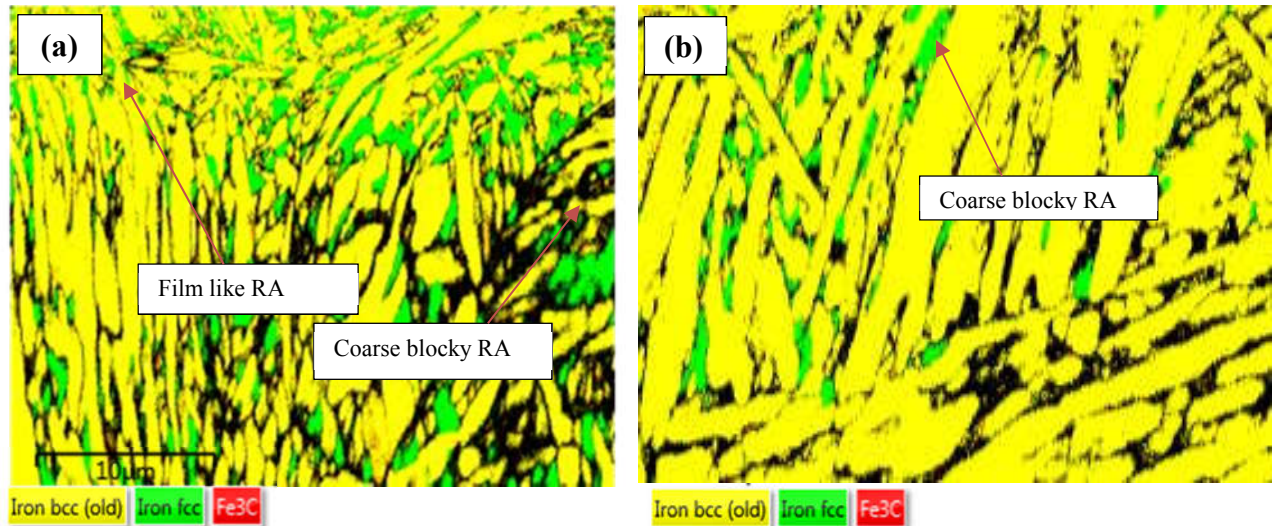 (a)
Film like RA
Coarse blocky RA
10µm
Iron bcc (old) Iron fcc Fe3C
(b)
Coarse blocky RA
Iron bcc (old) Iron fcc Fe3C